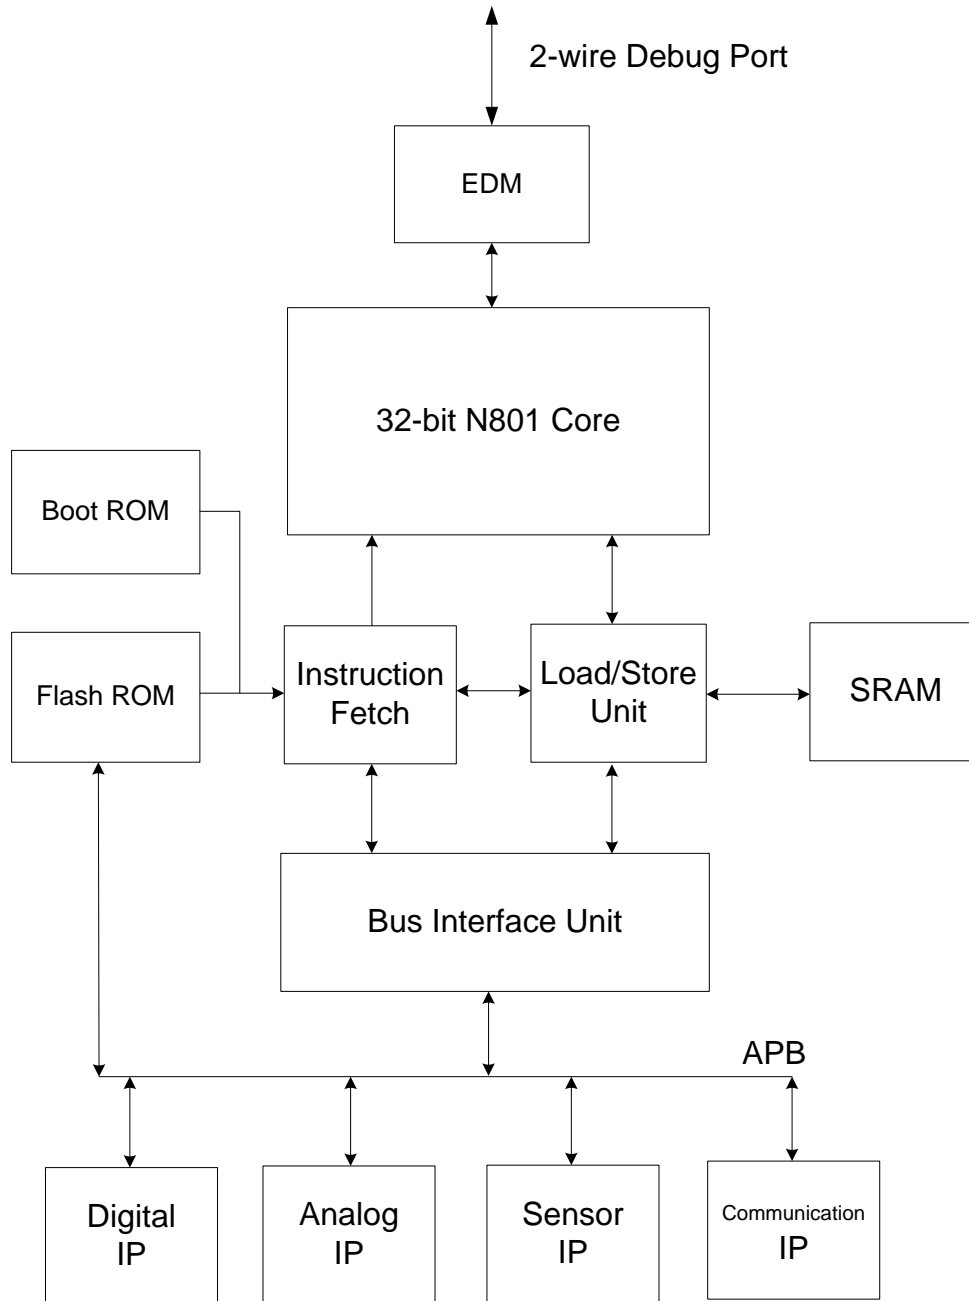 2-wire Debug Port
EDM
32-bit N801 Core
Boot ROM
Flash ROM
Instruction
Fetch
Load/Store
Unit
SRAM
Bus Interface Unit
APB
Digital
IP
Analog
IP
Sensor
IP
Communication
IP